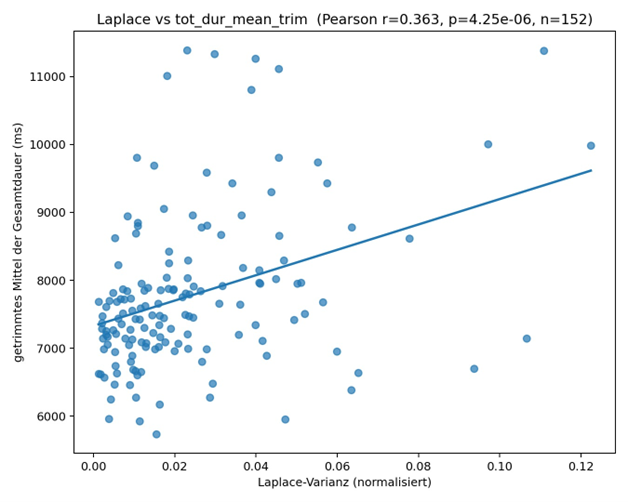 Laplace vs tot_dur_mean_trim (Pearson r=0.363, p=4.25e-06, n=152)
getrimmtes Mittel der Gesamtdauer (ms)
11000
10000
9000
8000
7000
6000
0.00 0.02 0.04 0.06 0.08 0.10 0.12
Laplace-Varianz (normalisiert)